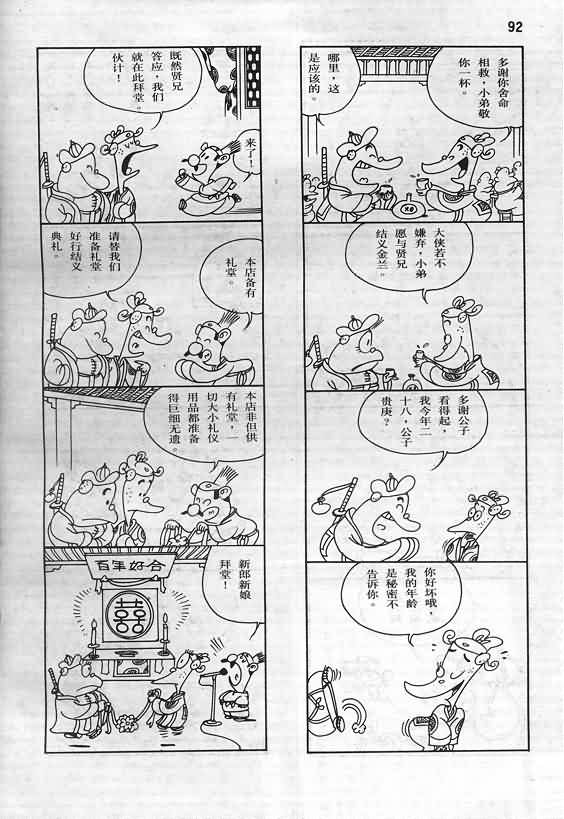 92
多谢你舍命
相救，小弟敬
你一杯。
哪里，这
是应该的。
大侠若不
嫌弃，小弟
愿与贤兄
结义金兰。
多谢公子
看得起，
我今年二
十八，公子
贵庚？
你好坏哦，
我的年龄
是秘密不
告诉你。
既然贤兄
答应，我们
就在此拜堂。
伙计！
来了！
请替我们
准备礼堂
好行结义
典礼。
本店备有
礼堂。
本店非但供
有礼堂，一
切大小礼仪
用品都准备
得巨细无遗。
新郎新娘
拜堂！
百年好合
囍